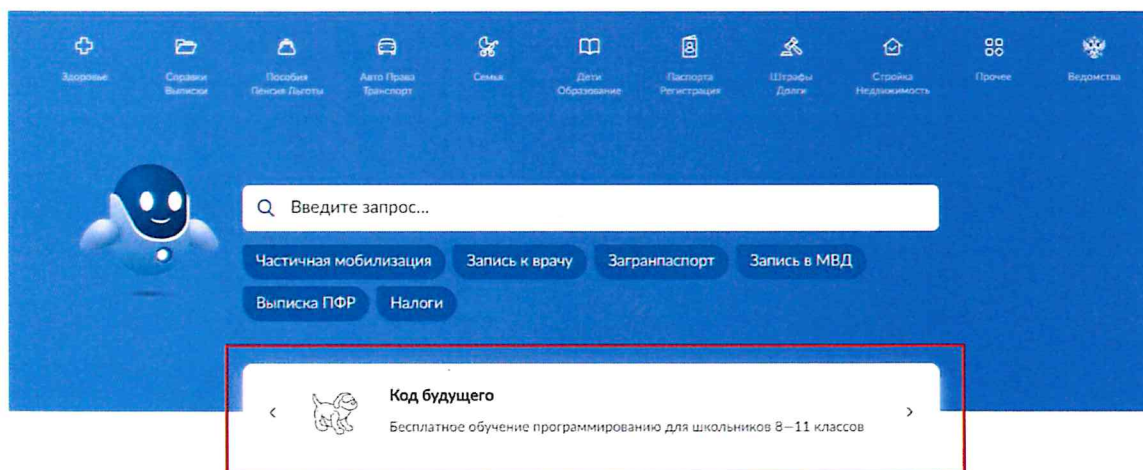 Здоровье
Справки
Выписки
Пособия
Пенсия Льготы
Авто Права
Транспорт
Семья
Дети
Образование
Паспорта
Регистрация
Штрафы
Долги
Стройка
Недвижимость
Прочее
Ведомства
Введите запрос...
Частичная мобилизация
Запись к врачу
Загранпаспорт
Запись в МВД
Выписка ПФР
Налоги
Код будущего
Бесплатное обучение программированию для школьников 8—11 классов